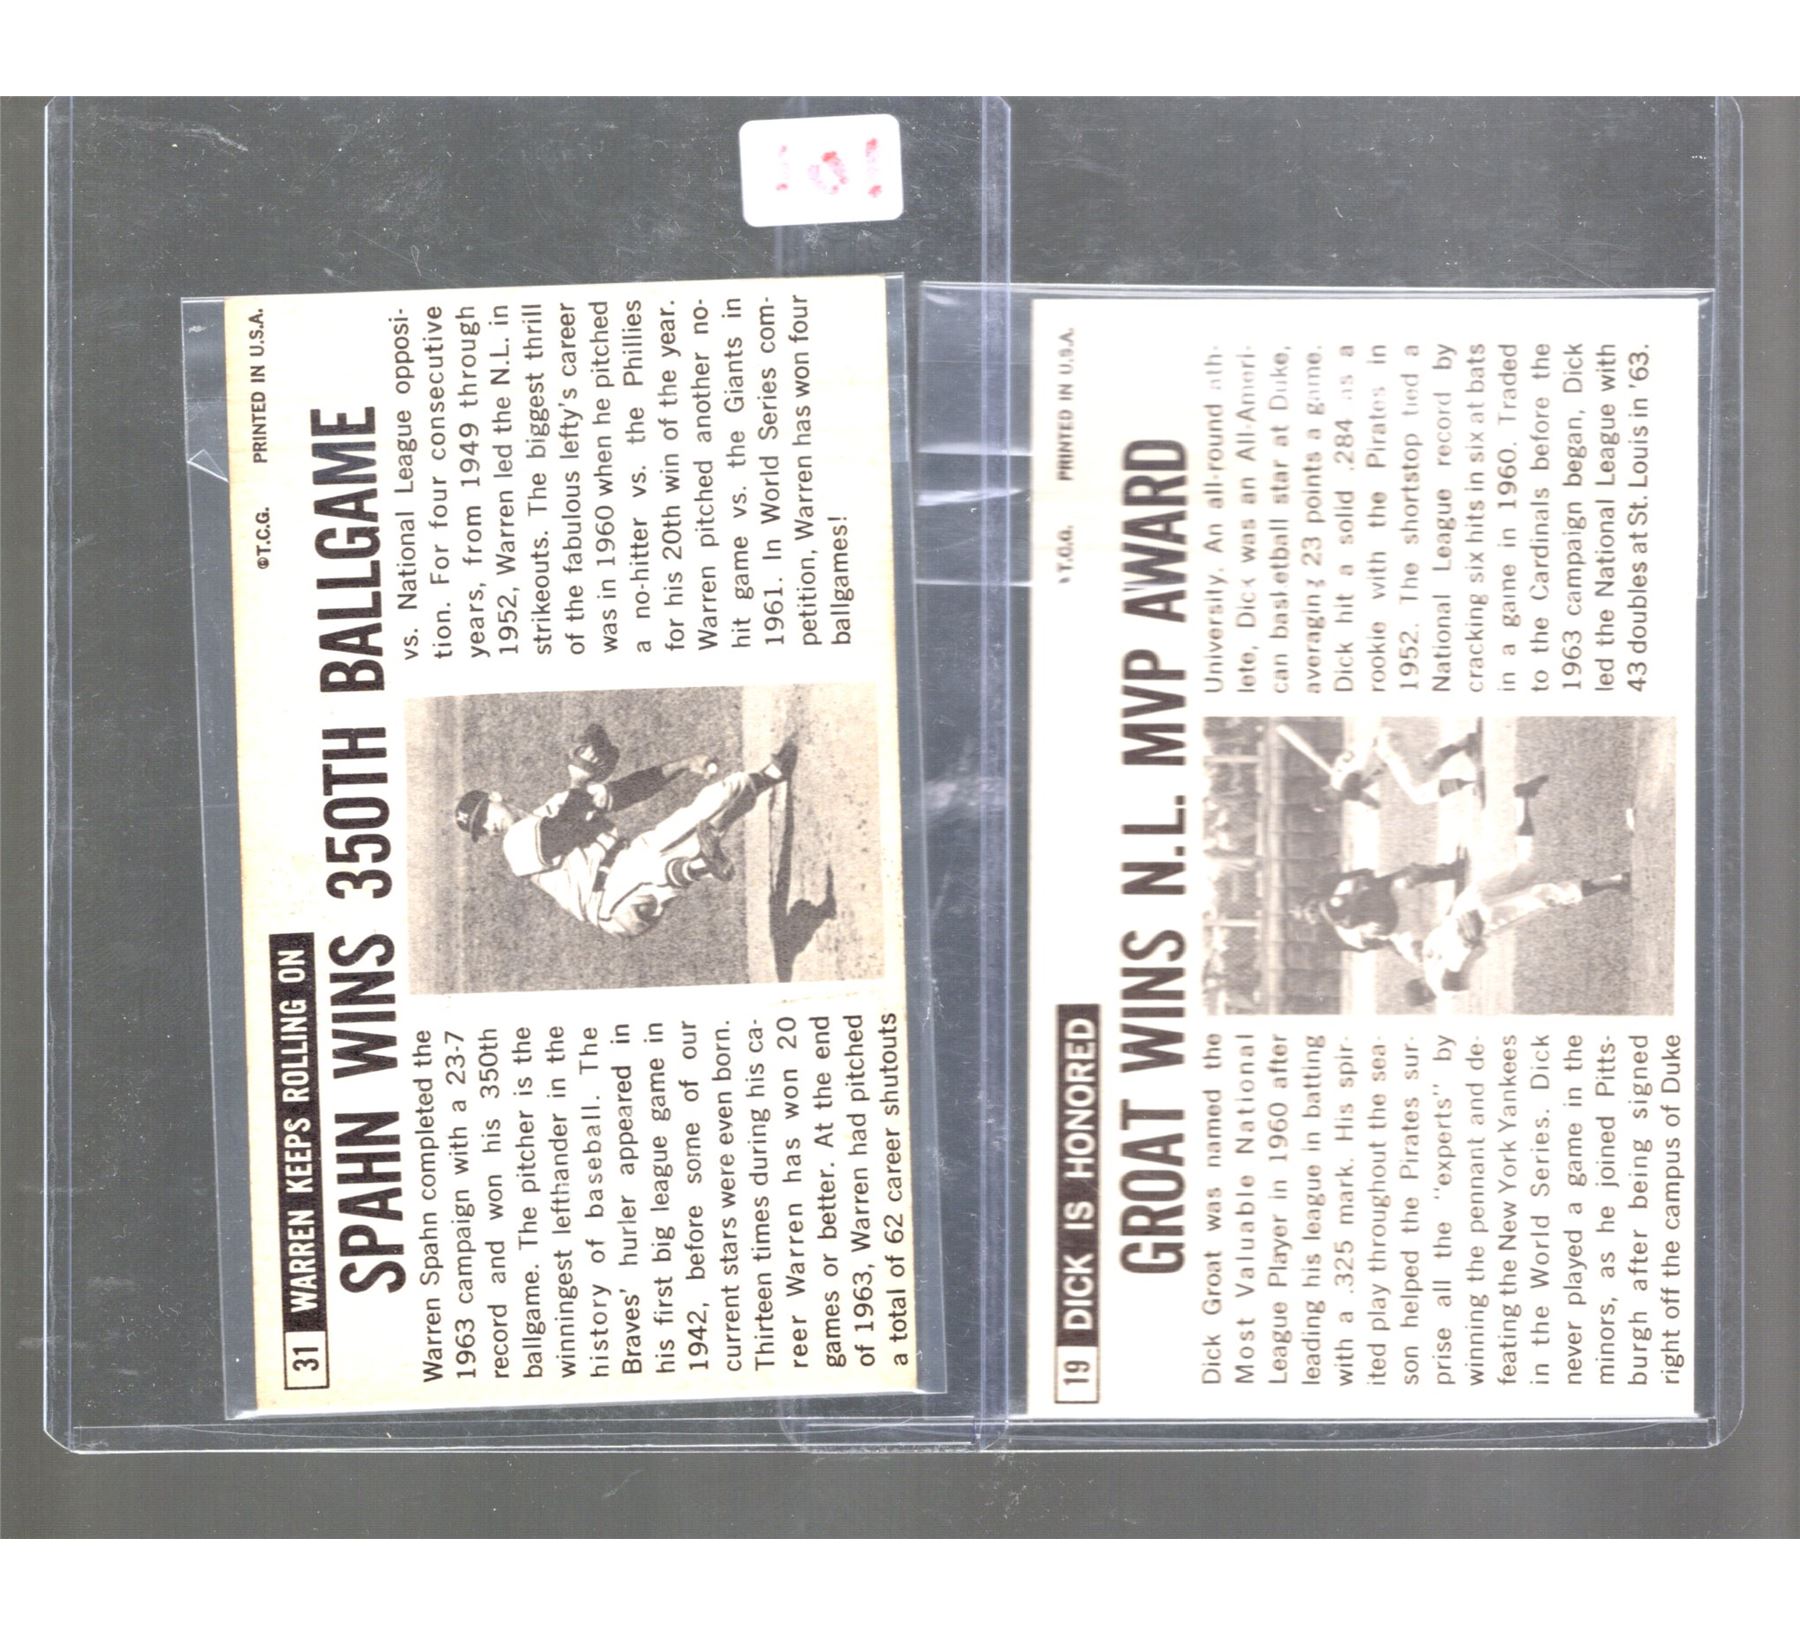 31 WARREN KEEPS ROLLING ON
©T.C.G. PRINTED IN U.S.A.
SPAHN WINS 350TH BALLGAME
Warren Spahn completed the
1963 campaign with a 23-7
record and won his 350th
ballgame. The pitcher is the
winningest lefthander in the
history of baseball. The
Braves' hurler appeared in
his first big league game in
1942, before some of our
current stars were even born.
Thirteen times during his ca-
reer Warren has won 20
games or better. At the end
of 1963, Warren had pitched
a total of 62 career shutouts
vs. National League opposi-
tion. For four consecutive
years, from 1949 through
1952, Warren led the N.L. in
strikeouts. The biggest thrill
of the fabulous lefty's career
was in 1960 when he pitched
a no-hitter vs. the Phillies
for his 20th win of the year.
Warren pitched another no-
hit game vs. the Giants in
1961. In World Series com-
petition, Warren has won four
ballgames!
19 DICK IS HONORED
T.C.G. PRINTED IN U.S.A.
GROAT WINS N.L. MVP AWARD
Dick Groat was named the
Most Valuable National
League Player in 1960 after
leading his league in batting
with a .325 mark. His spir-
ited play throughout the sea-
son helped the Pirates sur-
prise all the "experts" by
winning the pennant and de-
feating the New York Yankees
in the World Series. Dick
never played a game in the
minors, as he joined Pitts-
burgh after being signed
right off the campus of Duke
University. An all-round ath-
lete, Dick was an All-Ameri-
can basketball star at Duke,
averaging 23 points a game.
Dick hit a solid .284 as a
rookie with the Pirates in
1952. The shortstop tied a
National League record by
cracking six hits in six at bats
in a game in 1960. Traded
to the Cardinals before the
1963 campaign began, Dick
led the National League with
43 doubles at St. Louis in '63.